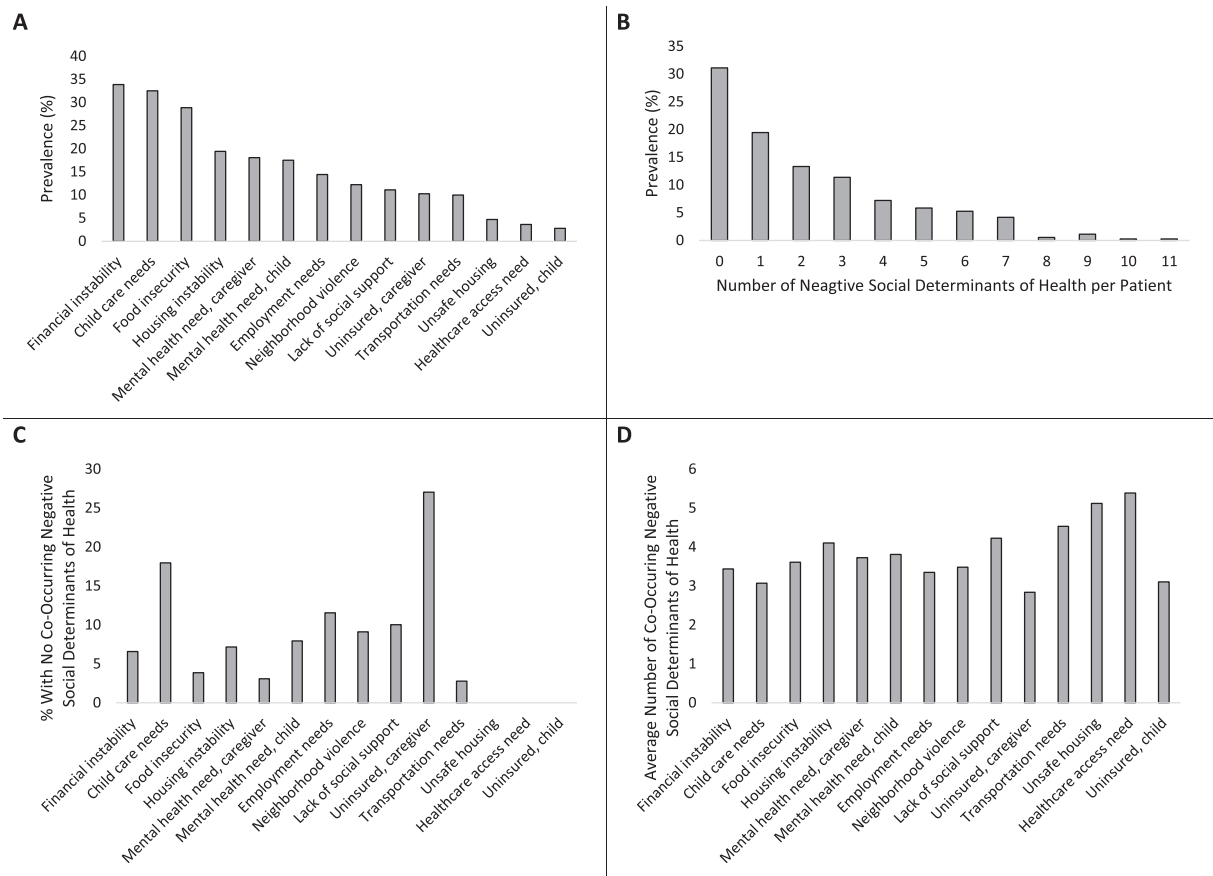 A
Prevalence (%)
40
35
30
25
20
15
10
5
0
Financial instability
Child care needs
Food insecurity
Housing instability
Mental health need, caregiver
Mental health need, child
Employment needs
Neighborhood violence
Lack of social support
Uninsured, caregiver
Transportation needs
Unsafe housing
Healthcare access need
Uninsured, child
B
Prevalence (%)
35
30
25
20
15
10
5
0
0 1 2 3 4 5 6 7 8 9 10 11
Number of Neagtive Social Determinants of Health per Patient
C
% With No Co-Occurring Negative
Social Determinants of Health
30
25
20
15
10
5
0
Financial instability
Child care needs
Food insecurity
Housing instability
Mental health need, caregiver
Mental health need, child
Employment needs
Neighborhood violence
Lack of social support
Uninsured, caregiver
Transportation needs
Unsafe housing
Healthcare access need
Uninsured, child
D
Average Number of Co-Occuring Negative
Social Determinants of Health
6
5
4
3
2
1
0
Financial instability
Child care needs
Food insecurity
Housing instability
Mental health need, caregiver
Mental health need, child
Employment needs
Neighborhood violence
Lack of social support
Uninsured, caregiver
Transportation needs
Unsafe housing
Healthcare access need
Uninsured, child